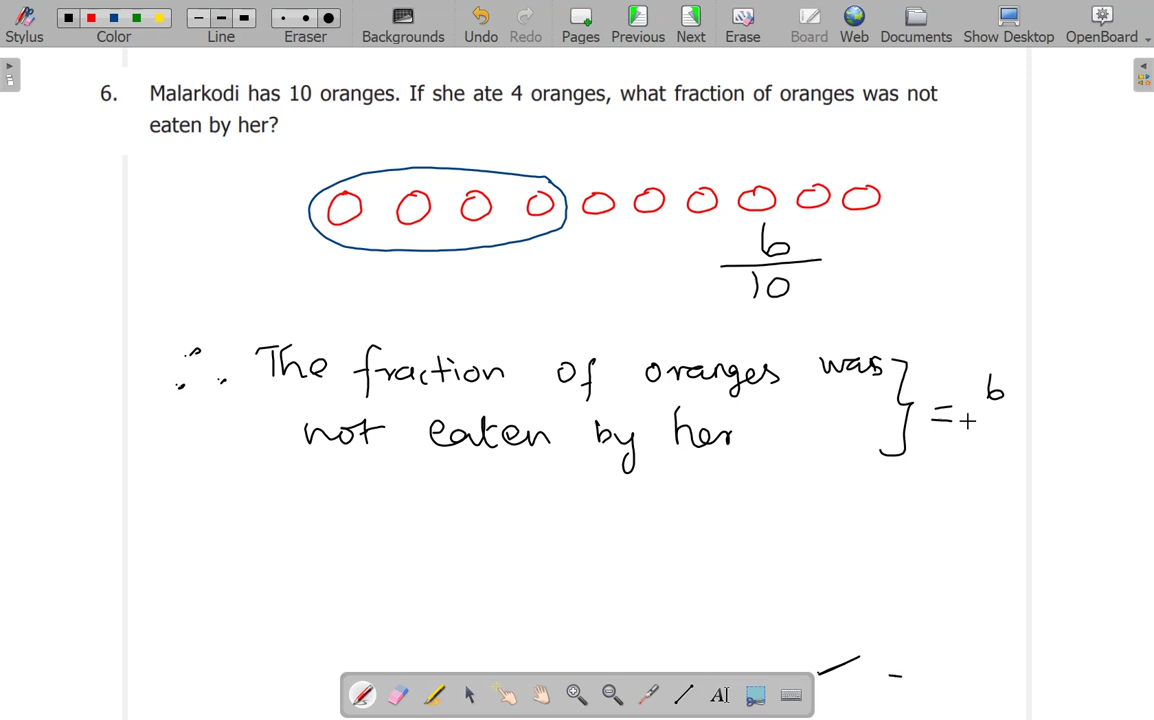 Stylus Color Line Eraser Backgrounds Undo Redo Pages Previous Next Erase Board Web Documents Show Desktop OpenBoard
6. Malarkodi has 10 oranges. If she ate 4 oranges, what fraction of oranges was not
eaten by her?
6
10
∴ The fraction of oranges was
not eaten by her } = 6